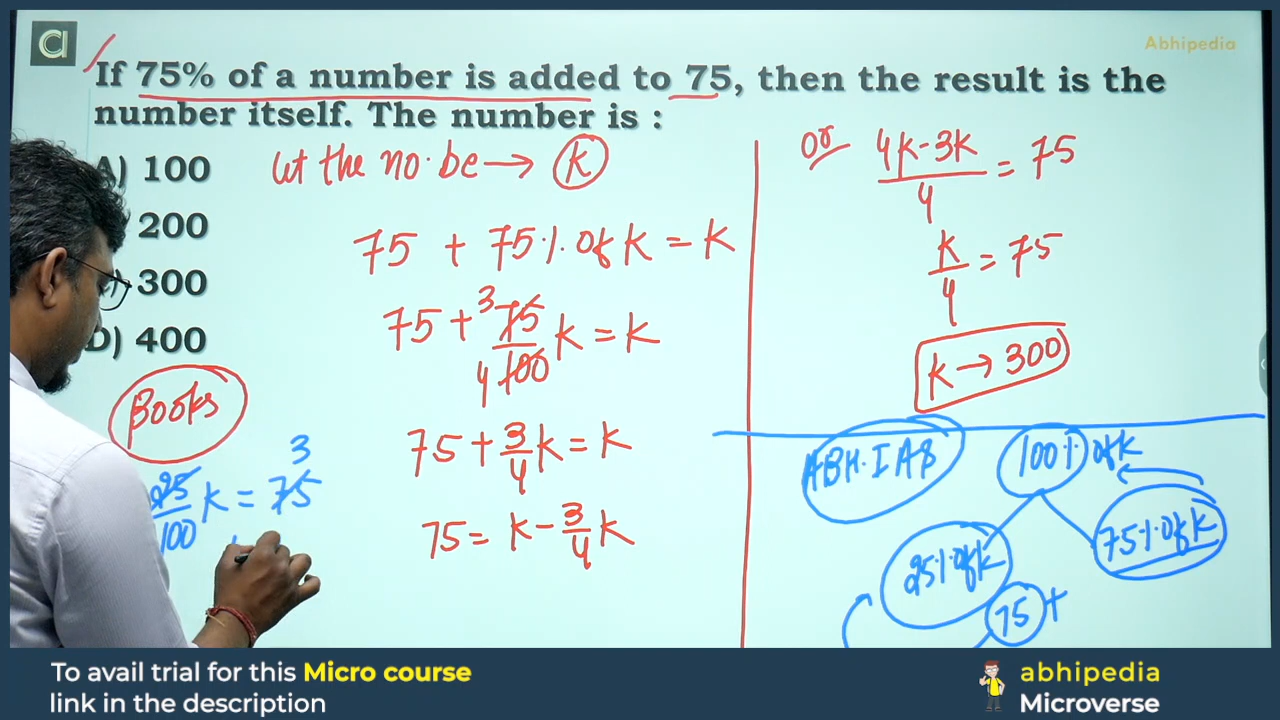 Abhipedia
If 75% of a number is added to 75, then the result is the
number itself. The number is :
A) 100
200
300
D) 400
Let the no. be → k
75 + 75% of k = k
75 + 3 75/4 100 k = k
75 + 3/4 k = k
75 = k - 3/4 k
or 4k-3k/4 = 75
k/4 = 75
k → 300
Books
25/100 k = 75 3
ABH.IAS
100% of k
25% of k
75% of k
75 +
To avail trial for this Micro course
link in the description
abhipedia
Microverse